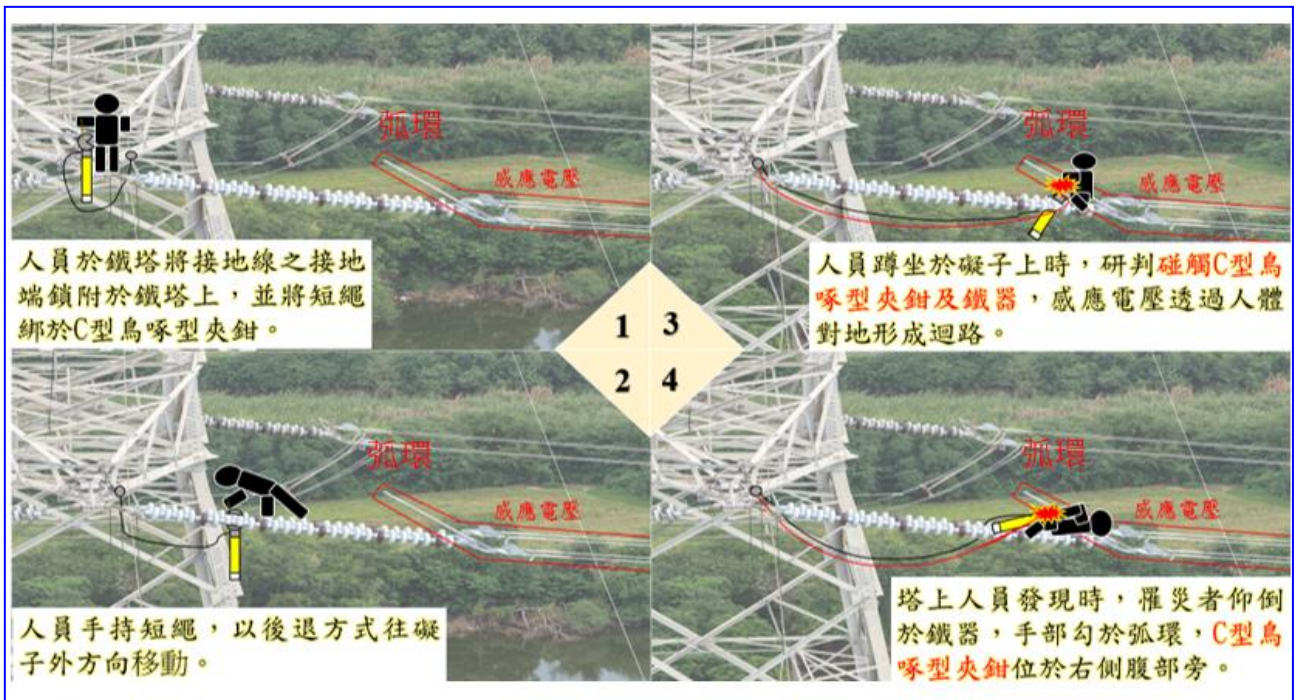 弧環
感應電壓
人員於鐵塔將接地線之接地
端鎖附於鐵塔上，並將短繩
綁於C型鳥啄型夾鉗。
1
弧環
感應電壓
人員手持短繩，以後退方式往礙
子外方向移動。
2
弧環
感應電壓
人員蹲坐於礙子上時，研判碰觸C型鳥
啄型夾鉗及鐵器，感應電壓透過人體
對地形成迴路。
3
弧環
感應電壓
塔上人員發現時，罹災者仰倒
於鐵器，手部勾於弧環，C型鳥
啄型夾鉗位於右側腹部旁。
4